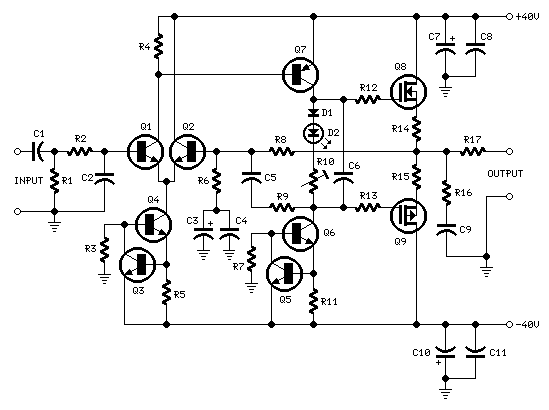 +40V
R4
Q7
C7 + C8
Q8
R12
D1
R14
C1
R2
Q1
Q2
D2
R8
R17
INPUT
R1
C2
R6
C5
R10
C6
R15
R16
OUTPUT
Q4
R9
R13
C3 +
C4
Q6
Q9
C9
R3
R7
Q3
R5
Q5
R11
-40V
C10
+
C11